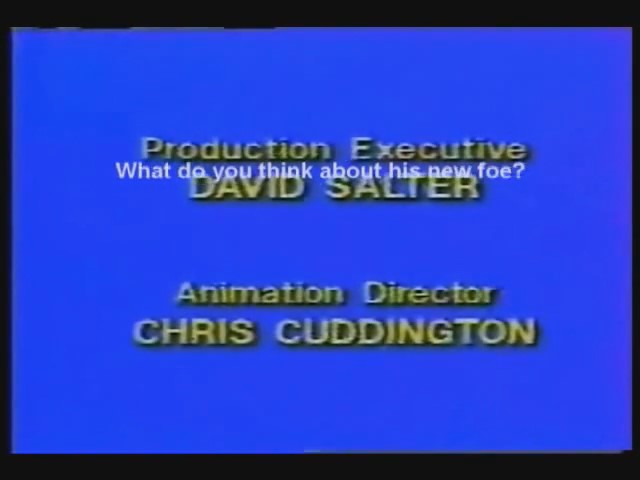 Production Executive
What do you think about his new foe?
DAVID SALTER
Animation Director
CHRIS CUDDINGTON